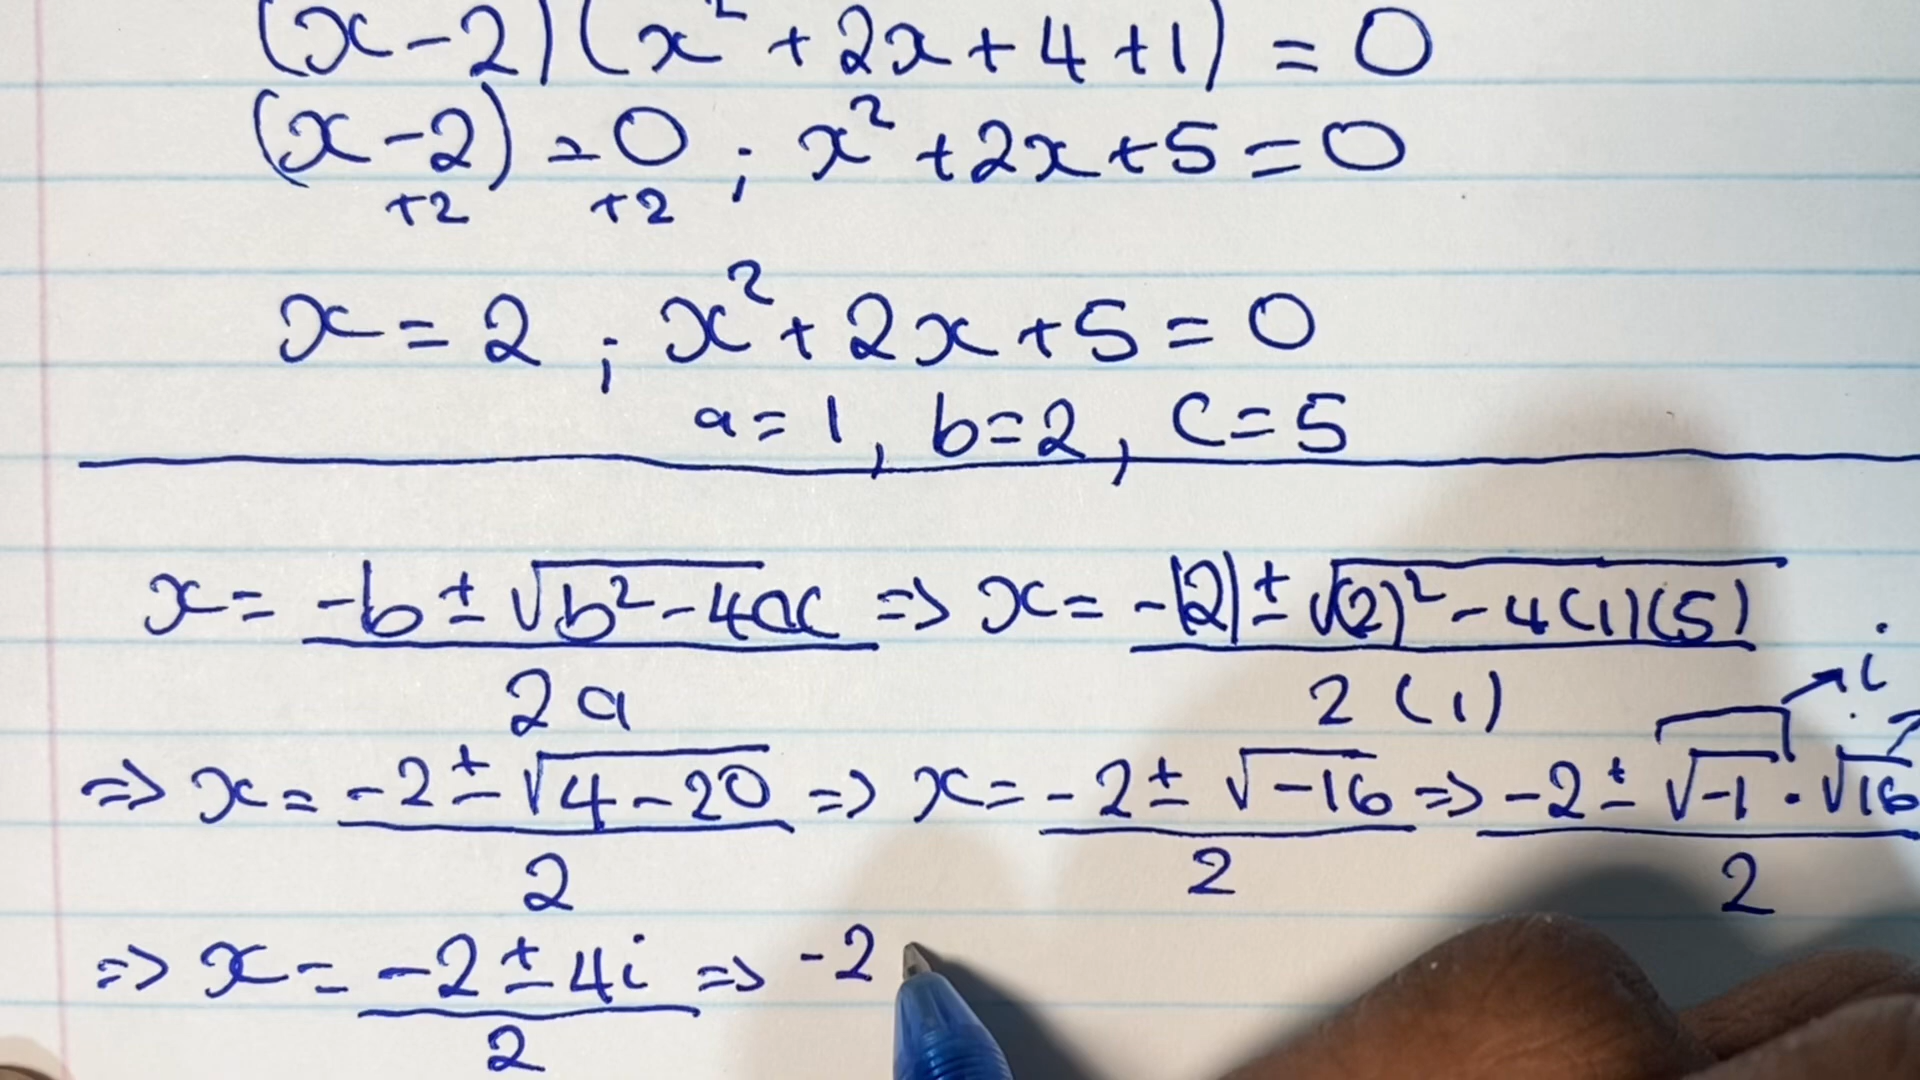 (x-2)(x²+2x+4+1)=0
(x-2)=0 ; x²+2x+5=0
+2 +2
x=2 ; x²+2x+5=0
a=1, b=2, c=5
x= -b±√b²-4ac / 2a => x= -(2)±√(2)²-4(1)(5) / 2(1)
i
=> x= -2±√4-20 / 2 => x= -2±√-16 / 2 => -2±√-1·√16 / 2
=> x= -2±4i / 2 => -2